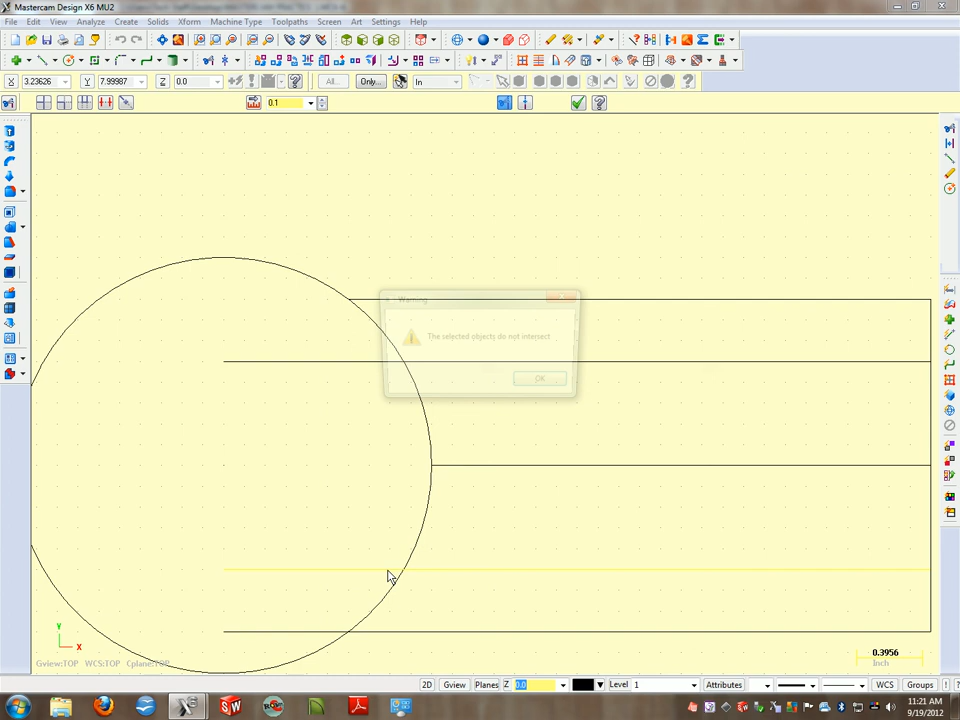 Mastercam Design X6 MU2
File Edit View Analyze Create Solids Xform Machine Type Toolpaths Screen Art Settings Help
X 3.23626 Y 7.99987 Z 0.0 All... Only... In
0.1
Warning
The selected objects do not intersect
OK
Y
X
Gview:TOP WCS:TOP Cplane:TOP
0.3956
Inch
2D Gview Planes Z 0.0 Level 1 Attributes WCS Groups ?
11:21 AM
9/19/2012